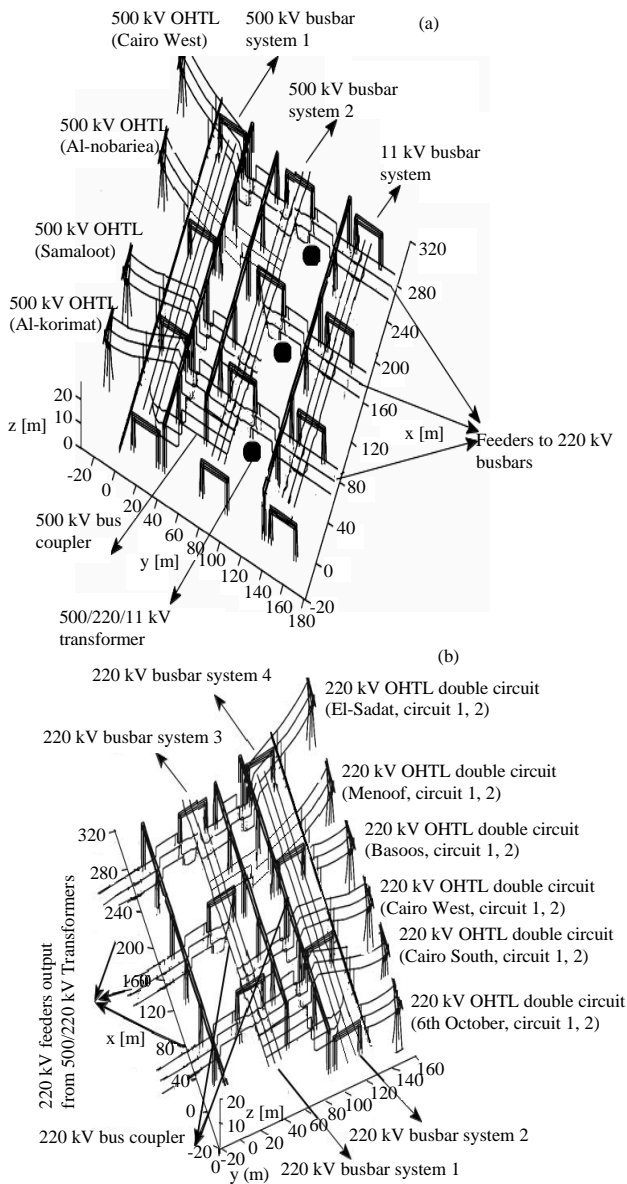 (a)
500 kV OHTL
(Cairo West)
500 kV busbar
system 1
500 kV busbar
system 2
500 kV OHTL
(Al-nobariea)
11 kV busbar
system
500 kV OHTL
(Samaloot)
500 kV OHTL
(Al-korimat)
320
280
240
200
160
120
80
40
0
-20
x [m]
Feeders to 220 kV
busbars
20
10
0
z [m]
-20
0
20
40
60
80
100
120
140
160
180
y [m]
500 kV bus
coupler
500/220/11 kV
transformer
(b)
220 kV busbar system 4
220 kV busbar system 3
220 kV OHTL double circuit
(El-Sadat, circuit 1, 2)
220 kV OHTL double circuit
(Menoof, circuit 1, 2)
220 kV OHTL double circuit
(Basoos, circuit 1, 2)
220 kV OHTL double circuit
(Cairo West, circuit 1, 2)
220 kV OHTL double circuit
(Cairo South, circuit 1, 2)
220 kV OHTL double circuit
(6th October, circuit 1, 2)
320
280
240
200
160
120
80
40
0
-20
x [m]
220 kV feeders output
from 500/220 kV Transformers
20
10
0
z [m]
-20
0
20
40
60
80
100
120
140
160
y (m)
220 kV bus coupler
220 kV busbar system 2
220 kV busbar system 1